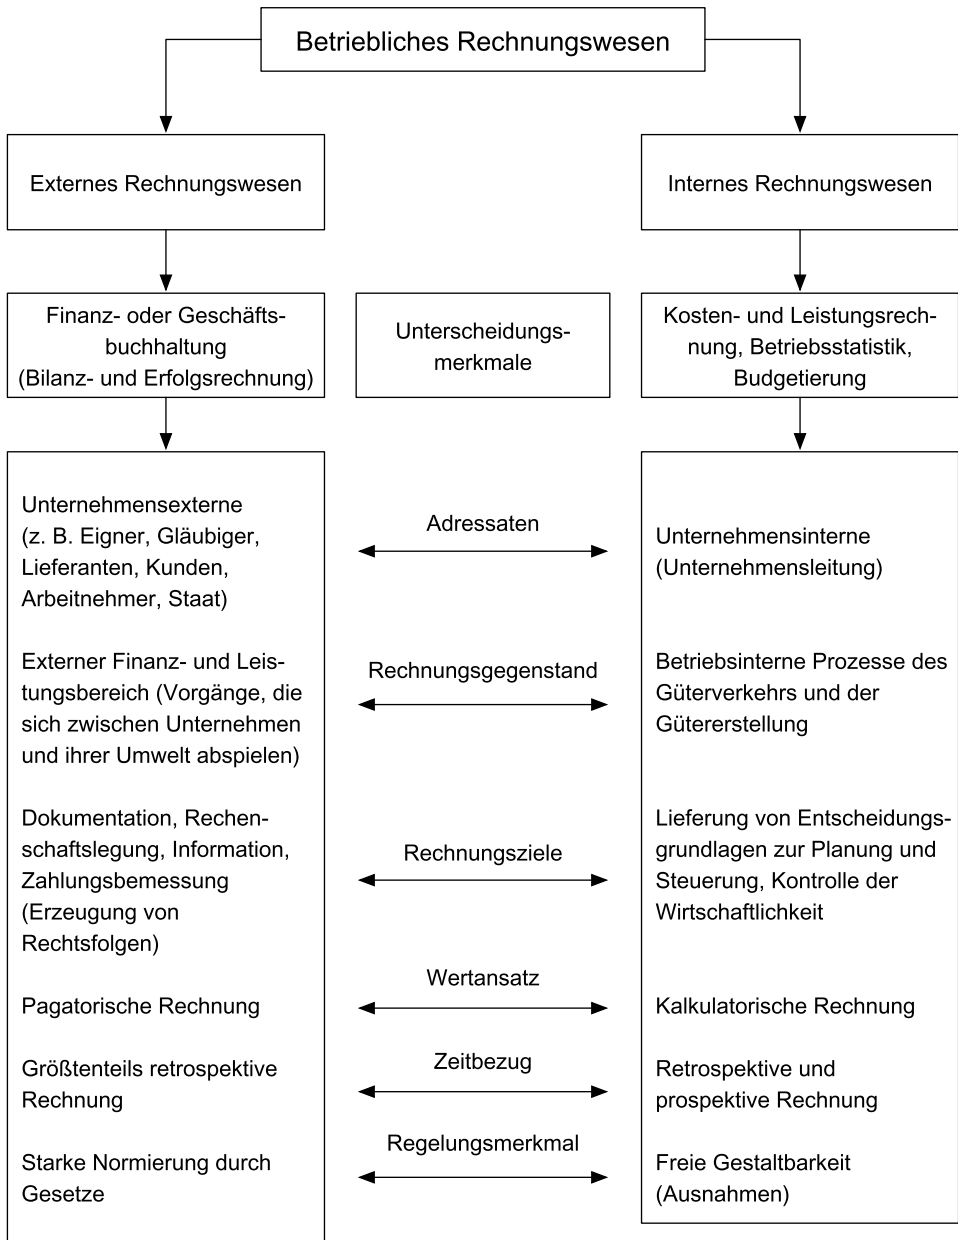 Betriebliches Rechnungswesen
Externes Rechnungswesen
Internes Rechnungswesen
Finanz- oder Geschäfts-
buchhaltung
(Bilanz- und Erfolgsrechnung)
Unterscheidungs-
merkmale
Kosten- und Leistungsrech-
nung, Betriebsstatistik,
Budgetierung
Unternehmensexterne
(z. B. Eigner, Gläubiger,
Lieferanten, Kunden,
Arbeitnehmer, Staat)
Adressaten
Unternehmensinterne
(Unternehmensleitung)
Externer Finanz- und Leis-
tungsbereich (Vorgänge, die
sich zwischen Unternehmen
und ihrer Umwelt abspielen)
Rechnungsgegenstand
Betriebsinterne Prozesse des
Güterverkehrs und der
Gütererstellung
Dokumentation, Rechen-
schaftslegung, Information,
Zahlungsbemessung
(Erzeugung von
Rechtsfolgen)
Rechnungsziele
Lieferung von Entscheidungs-
grundlagen zur Planung und
Steuerung, Kontrolle der
Wirtschaftlichkeit
Pagatorische Rechnung
Wertansatz
Kalkulatorische Rechnung
Größtenteils retrospektive
Rechnung
Zeitbezug
Retrospektive und
prospektive Rechnung
Starke Normierung durch
Gesetze
Regelungsmerkmal
Freie Gestaltbarkeit
(Ausnahmen)